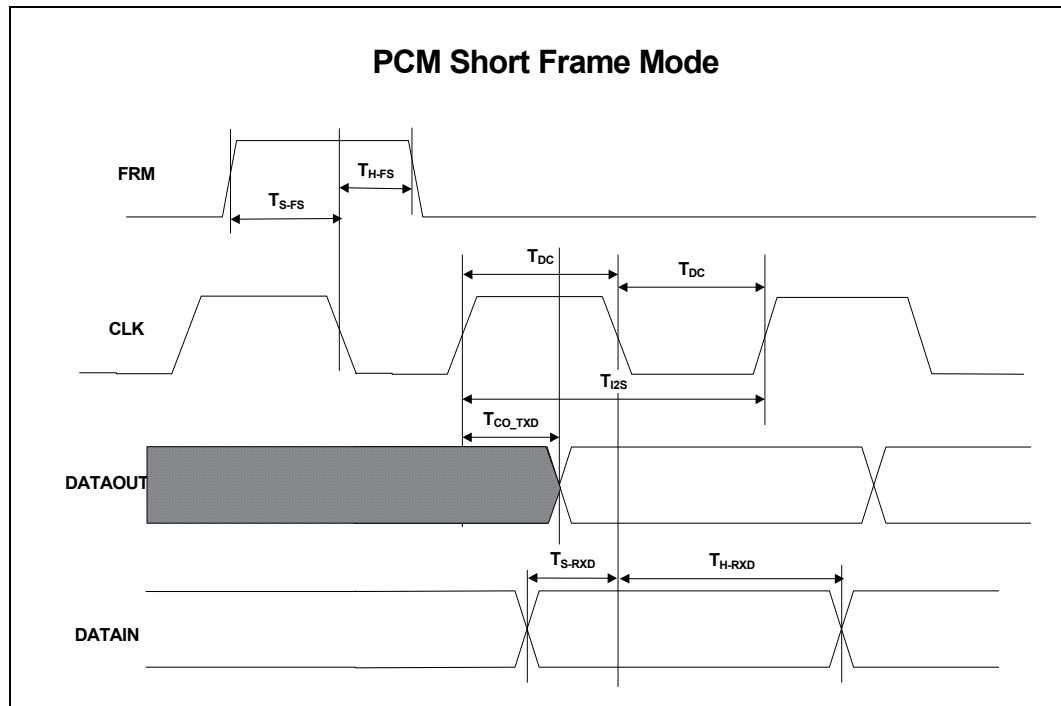 PCM Short Frame Mode
FRM
TH-FS
TS-FS
TDC
TDC
CLK
TI2S
TCO_TXD
DATAOUT
TS-RXD
TH-RXD
DATAIN